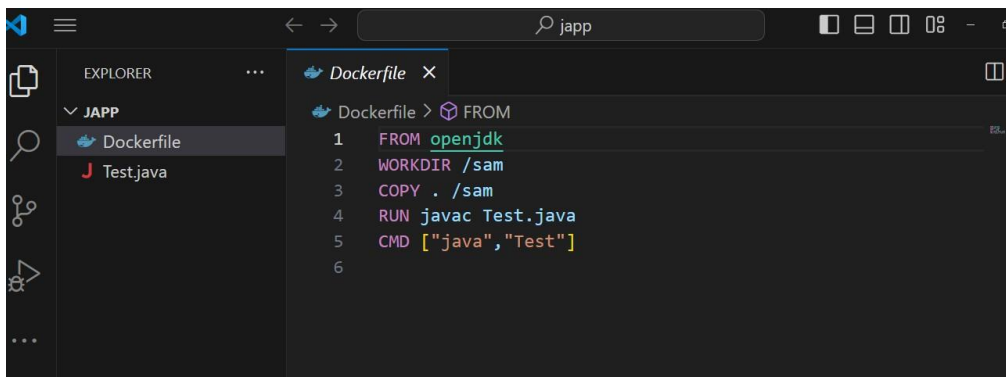 japp
EXPLORER
JAPP
Dockerfile
J Test.java
Dockerfile
Dockerfile > FROM
1 FROM openjdk
2 WORKDIR /sam
3 COPY . /sam
4 RUN javac Test.java
5 CMD ["java","Test"]
6